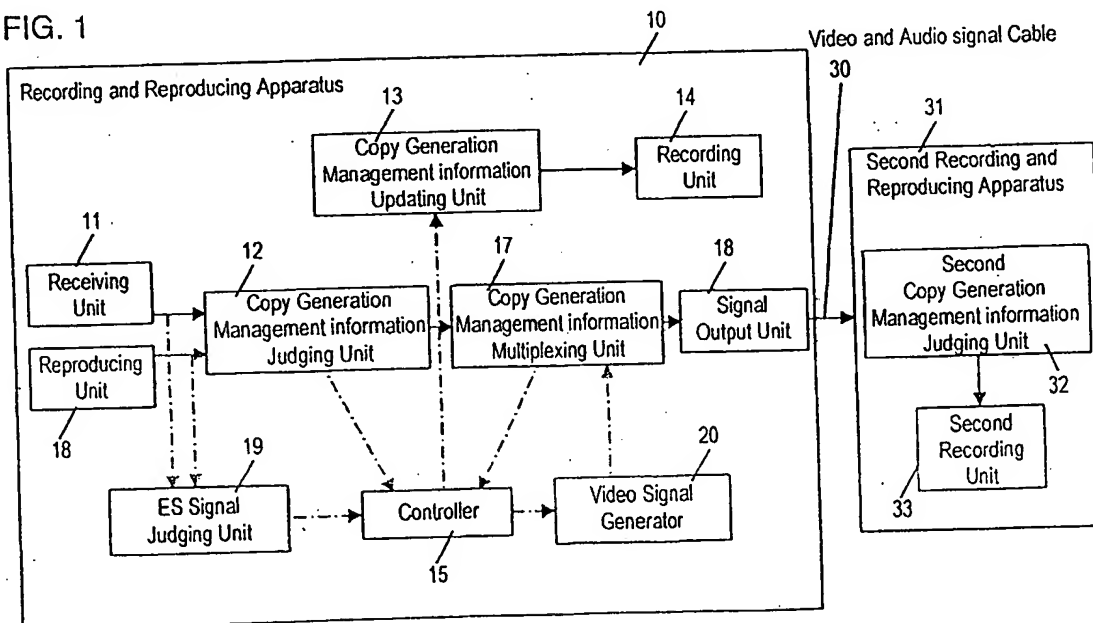 FIG. 1
10
Video and Audio signal Cable
30
Recording and Reproducing Apparatus
13
Copy Generation
Management information
Updating Unit
14
Recording
Unit
31
Second Recording and
Reproducing Apparatus
11
Receiving
Unit
12
Copy Generation
Management information
Judging Unit
17
Copy Generation
Management information
Multiplexing Unit
18
Signal
Output Unit
Second
Copy Generation
Management information
Judging Unit
32
Reproducing
Unit
18
19
ES Signal
Judging Unit
Controller
15
20
Video Signal
Generator
Second
Recording
Unit
33